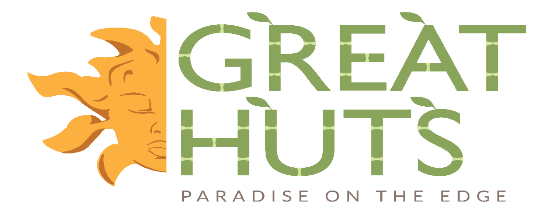 GREAT
HUTS
PARADISE ON THE EDGE